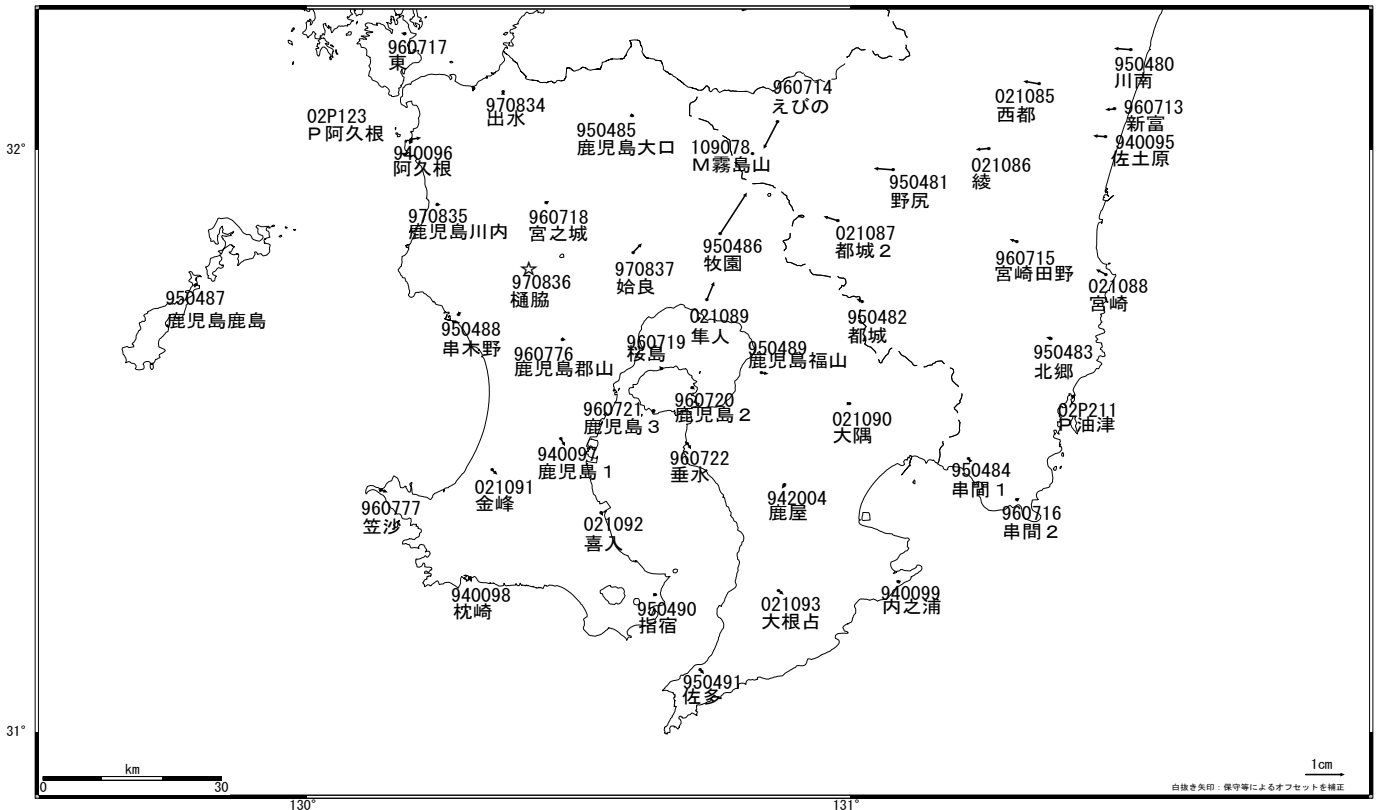 960717
東
950480
川南
960714
えびの
021085
西都
970834
出水
960713
新富
02P123
P阿久根
950485
鹿児島大口
940095
佐土原
109078
M霧島山
940096
阿久根
32°
021086
綾
950481
野尻
970835
鹿児島川内
960718
宮之城
021087
都城2
950486
牧園
960715
宮崎田野
970837
姶良
970836
樋脇
021088
宮崎
950487
鹿児島鹿島
021089
隼人
950482
都城
950488
串木野
960719
桜島
950489
鹿児島福山
960776
鹿児島郡山
950483
北郷
960721
鹿児島3
960720
鹿児島2
021090
大隅
02P211
P油津
940097
鹿児島1
960722
垂水
950484
串間1
021091
金峰
942004
鹿屋
960777
笠沙
960716
串間2
021092
喜入
940098
枕崎
950490
指宿
021093
大根占
940099
内之浦
950491
佐多
31°
km
0 30
1cm
白抜き矢印：保守等によるオフセットを補正
130° 131°